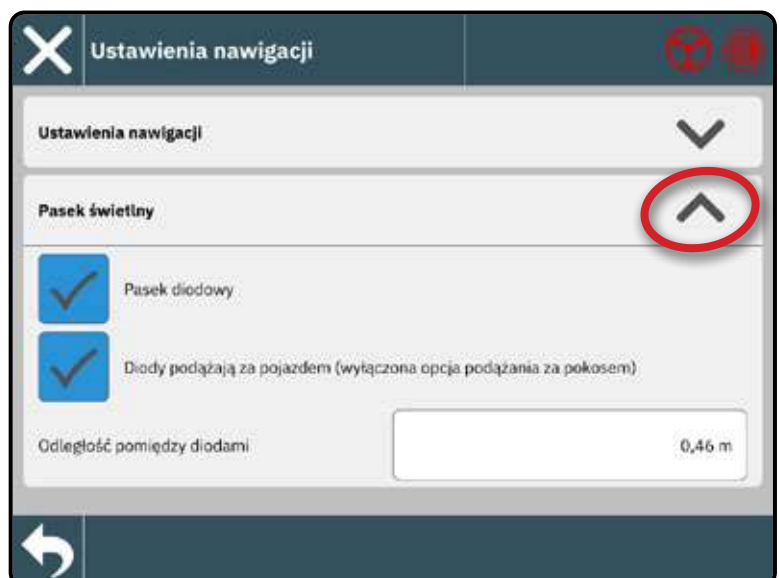 Ustawienia nawigacji
Ustawienia nawigacji
Pasek świetlny
Pasek diodowy
Diody podążają za pojazdem (wyłączona opcja podążania za pokosem)
Odległość pomiędzy diodami 0,46 m